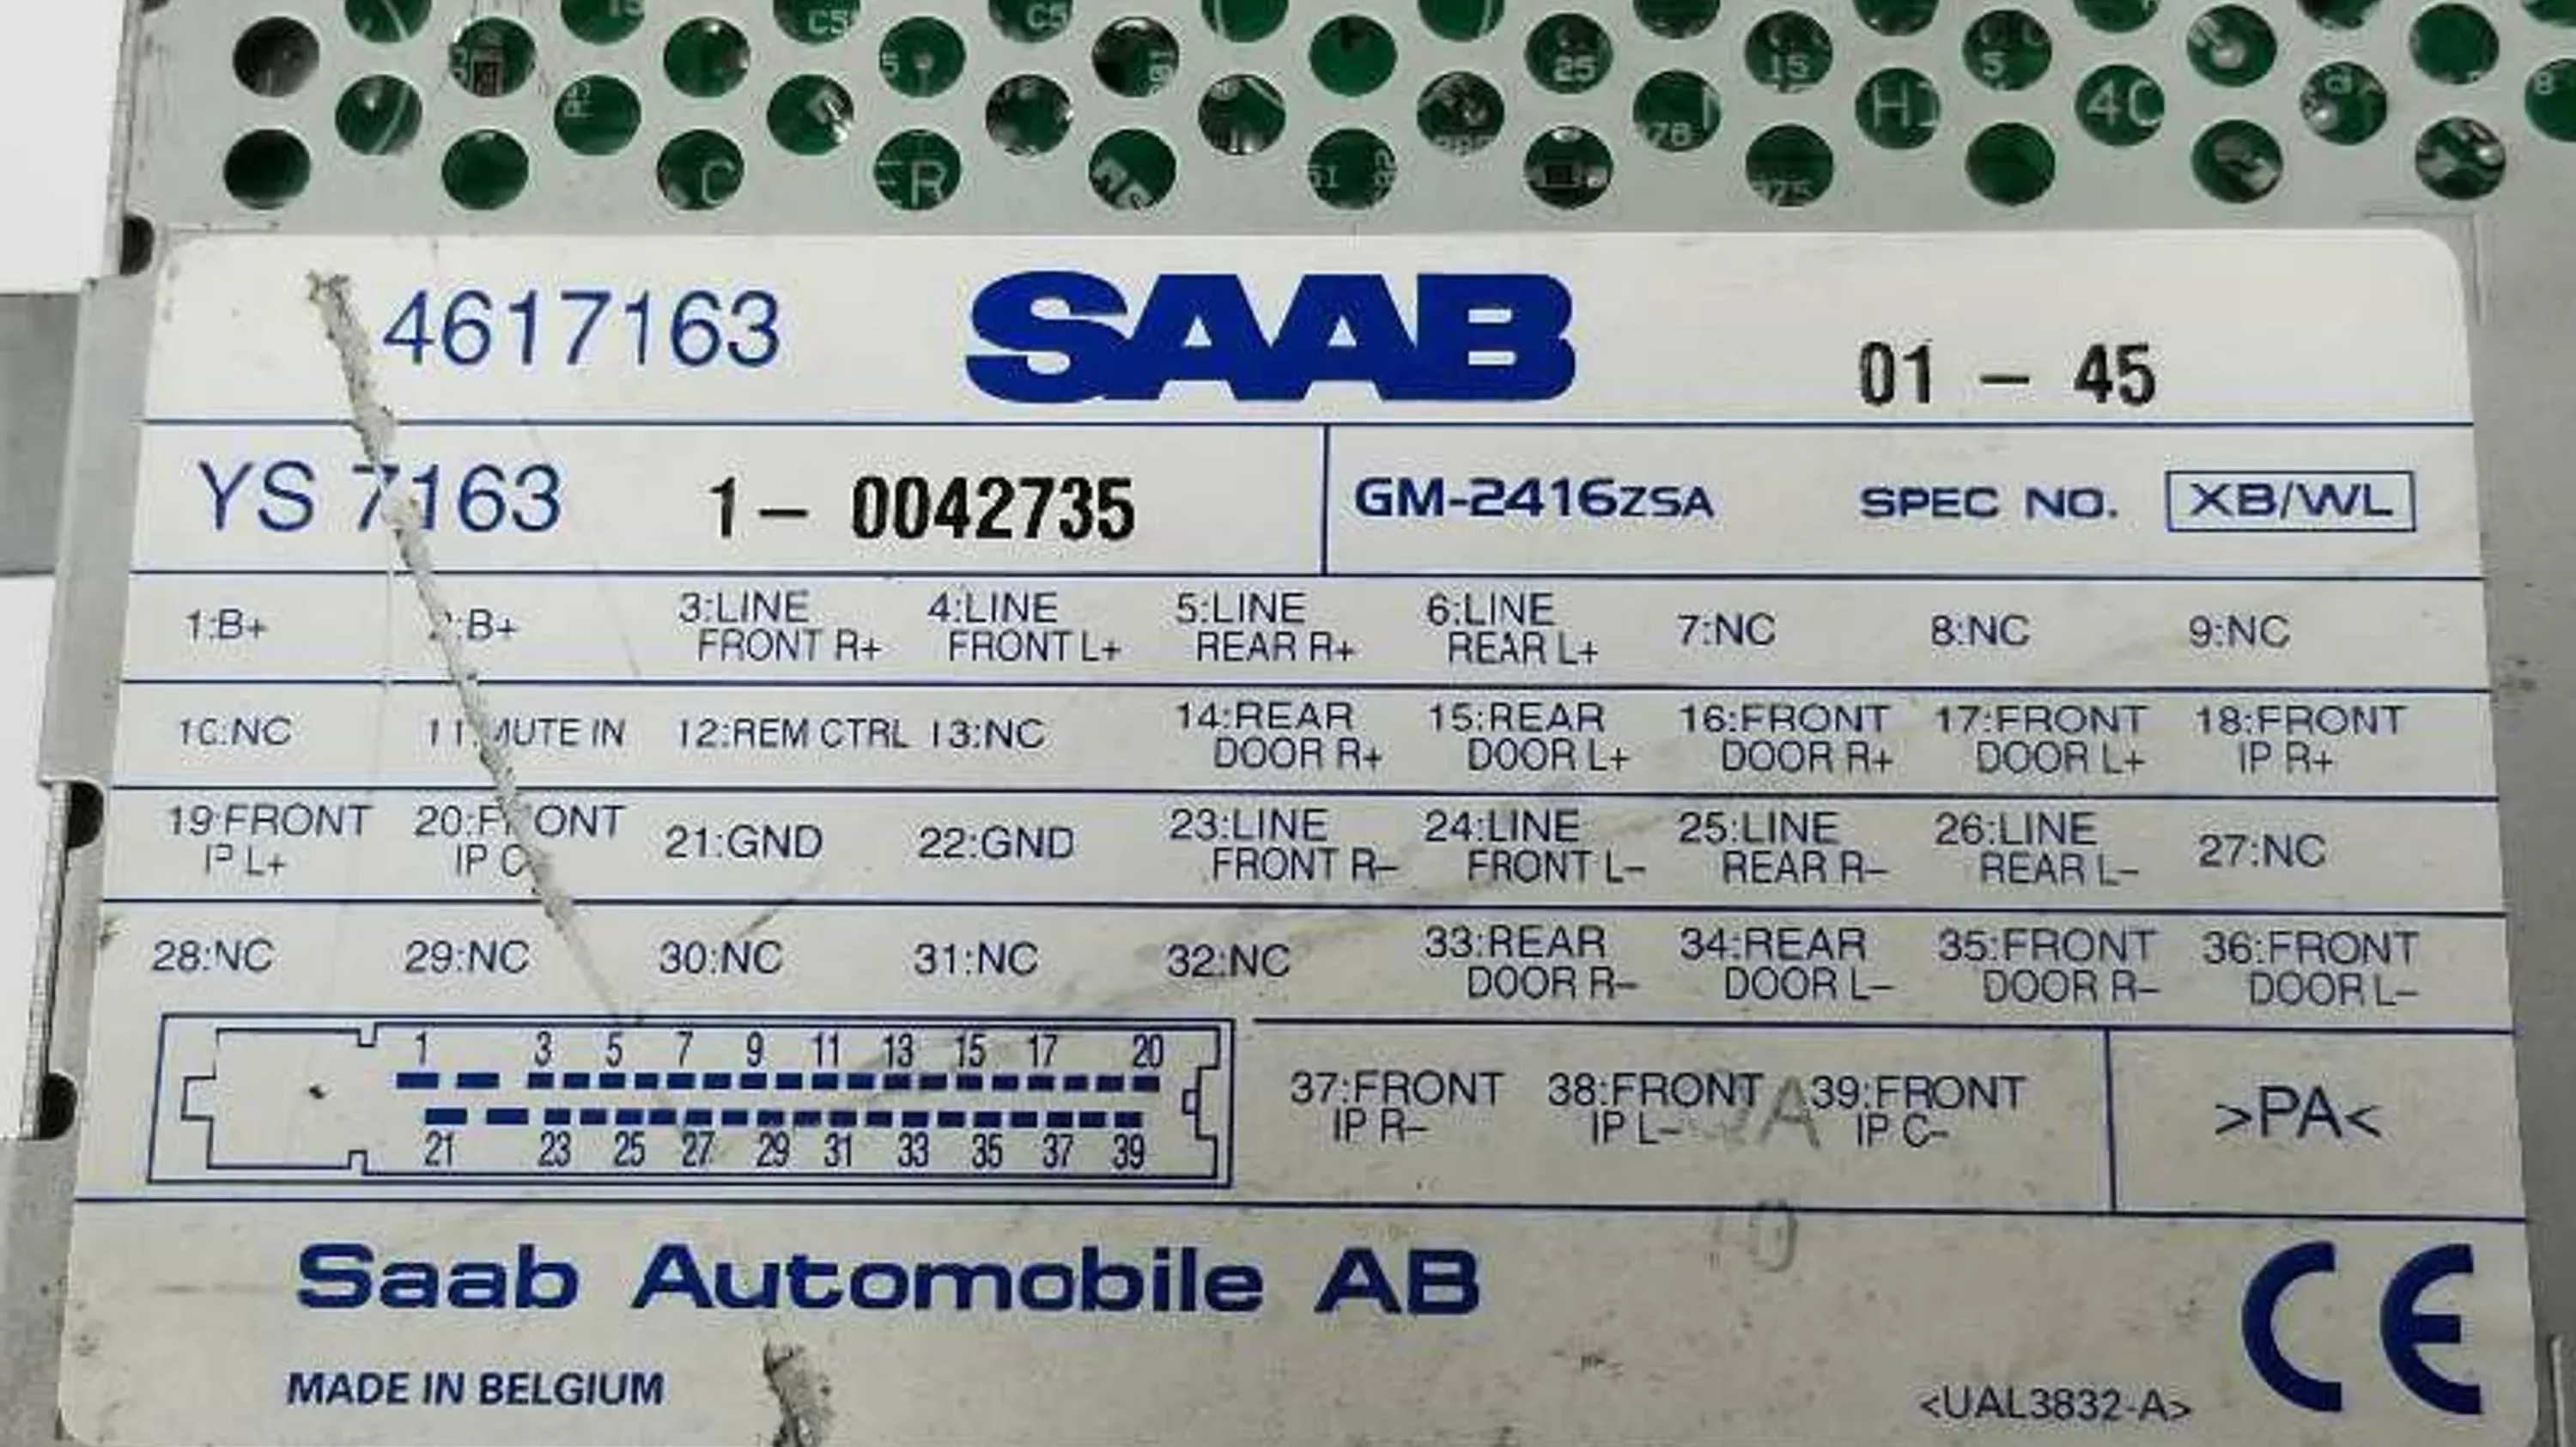 4617163 SAAB 01 - 45
YS 7163 1- 0042735 GM-2416ZSA SPEC NO. XB/WL
1:B+ :B+ 3:LINE FRONT R+ 4:LINE FRONT L+ 5:LINE REAR R+ 6:LINE REAR L+ 7:NC 8:NC 9:NC
10:NC 11:MUTE IN 12:REM CTRL 13:NC 14:REAR DOOR R+ 15:REAR DOOR L+ 16:FRONT DOOR R+ 17:FRONT DOOR L+ 18:FRONT IP R+
19:FRONT IP L+ 20:FRONT IP C 21:GND 22:GND 23:LINE FRONT R- 24:LINE FRONT L- 25:LINE REAR R- 26:LINE REAR L- 27:NC
28:NC 29:NC 30:NC 31:NC 32:NC 33:REAR DOOR R- 34:REAR DOOR L- 35:FRONT DOOR R- 36:FRONT DOOR L-
1 3 5 7 9 11 13 15 17 20
21 23 25 27 29 31 33 35 37 39
37:FRONT IP R- 38:FRONT IP L- 39:FRONT IP C- >PA<
Saab Automobile AB
MADE IN BELGIUM <UAL3832-A> CE